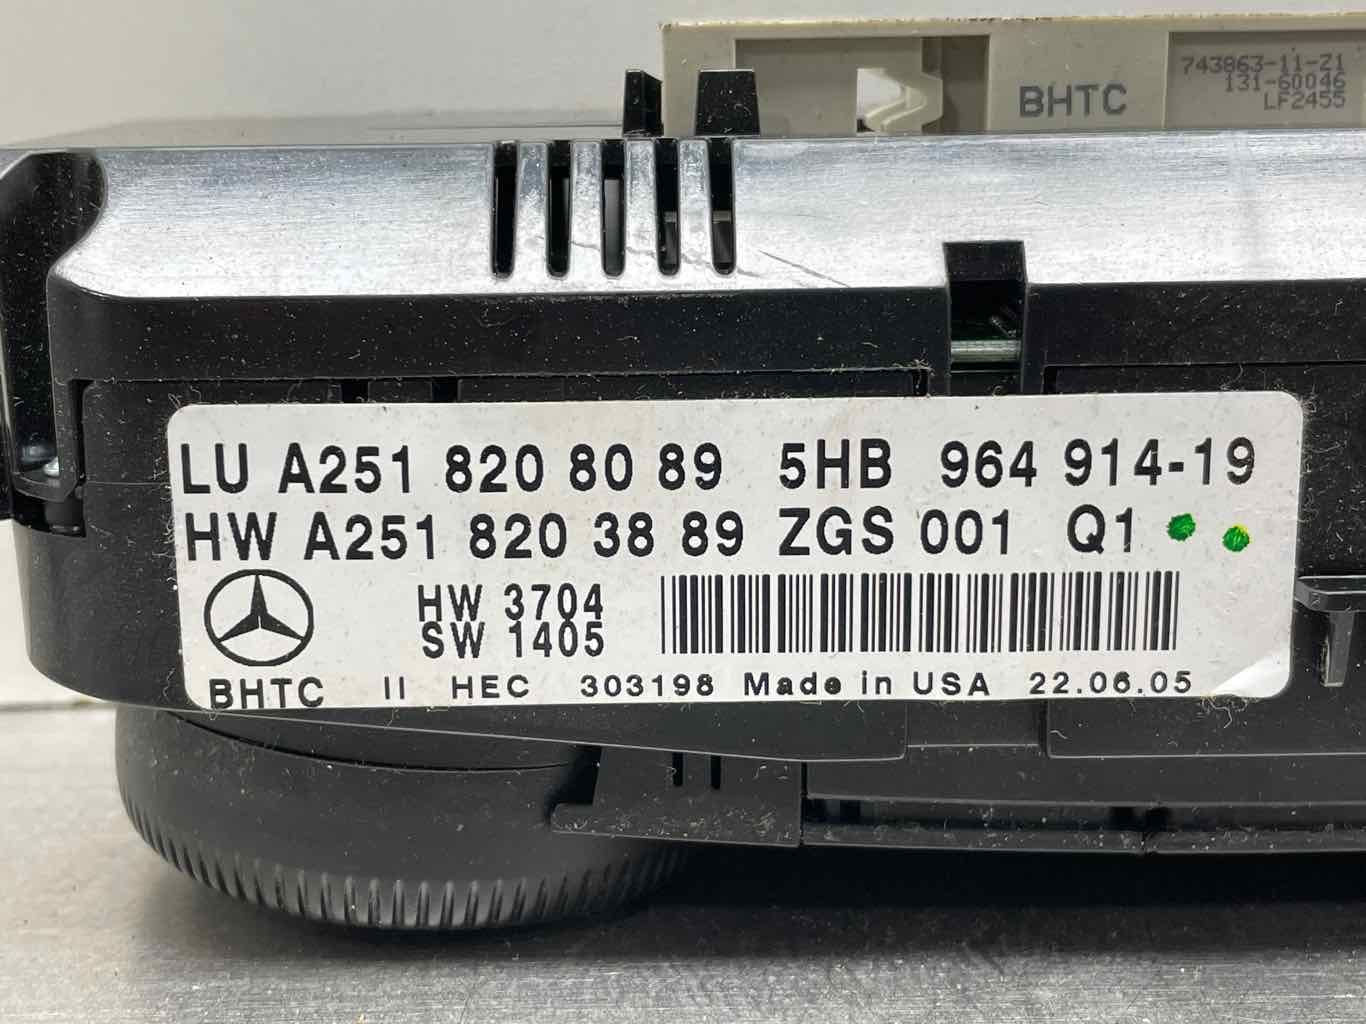 743863-11-Z1
131-60046
LF2455
BHTC
LU A251 820 80 89 5HB 964 914-19
HW A251 820 38 89 ZGS 001 Q1
HW 3704
SW 1405
BHTC II HEC 303198 Made in USA 22.06.05